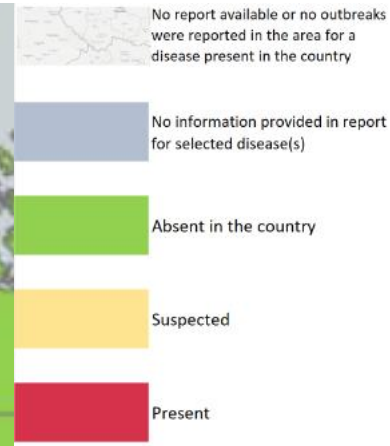 No report available or no outbreaks
were reported in the area for a
disease present in the country
No information provided in report
for selected disease(s)
Absent in the country
Suspected
Present